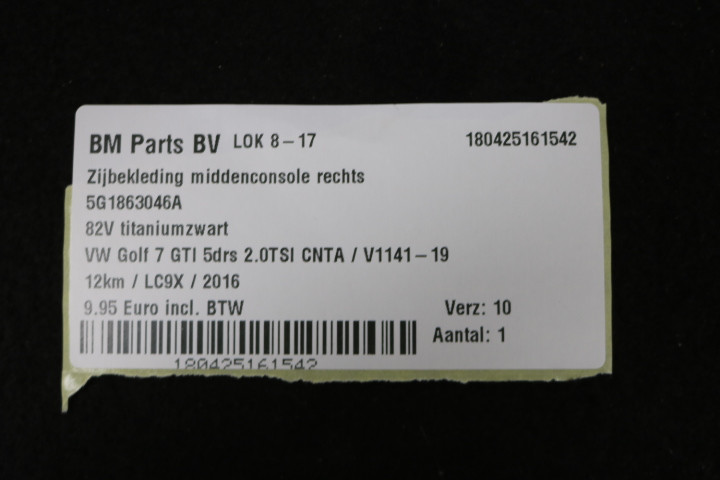 BM Parts BV LOK 8-17 180425161542
Zijbekleding middenconsole rechts
5G1863046A
82V titaniumzwart
VW Golf 7 GTI 5drs 2.0TSI CNTA / V1141-19
12km / LC9X / 2016
9.95 Euro incl. BTW Verz: 10
Aantal: 1
180425161542